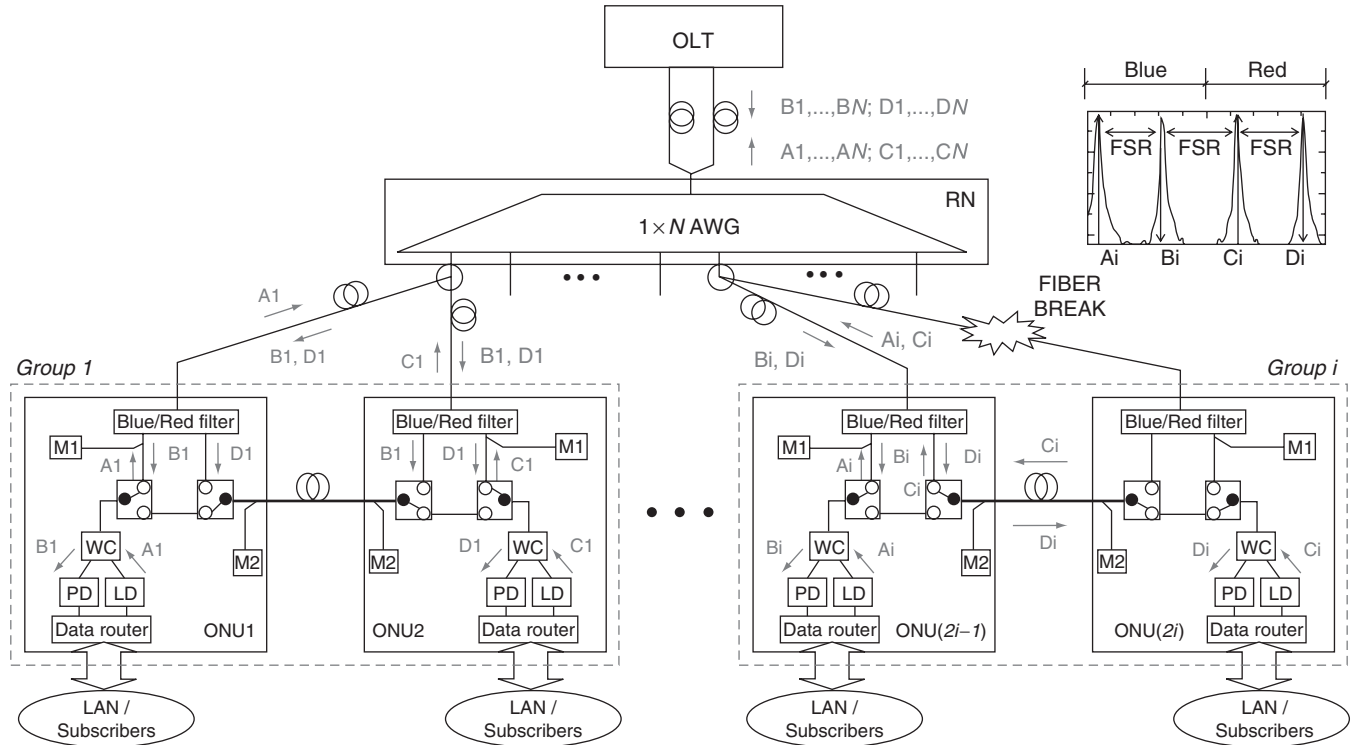 OLT
Blue Red
B1,...,BN; D1,...,DN
A1,...,AN; C1,...,CN
FSR FSR FSR
Ai Bi Ci Di
RN
1 × N AWG
FIBER
BREAK
A1
B1, D1
C1
B1, D1
Bi, Di
Ai, Ci
Group 1
Group i
Blue/Red filter
M1
A1
B1
D1
WC
B1
A1
PD
LD
M2
Data router
ONU1
LAN /
Subscribers
Blue/Red filter
M1
B1
D1
C1
WC
D1
C1
PD
LD
M2
Data router
ONU2
LAN /
Subscribers
Blue/Red filter
M1
Ai
Bi
Ci
Di
WC
Bi
Ai
PD
LD
M2
Data router
ONU(2i–1)
LAN /
Subscribers
Ci
Di
Blue/Red filter
M1
WC
Di
Ci
PD
LD
M2
Data router
ONU(2i)
LAN /
Subscribers